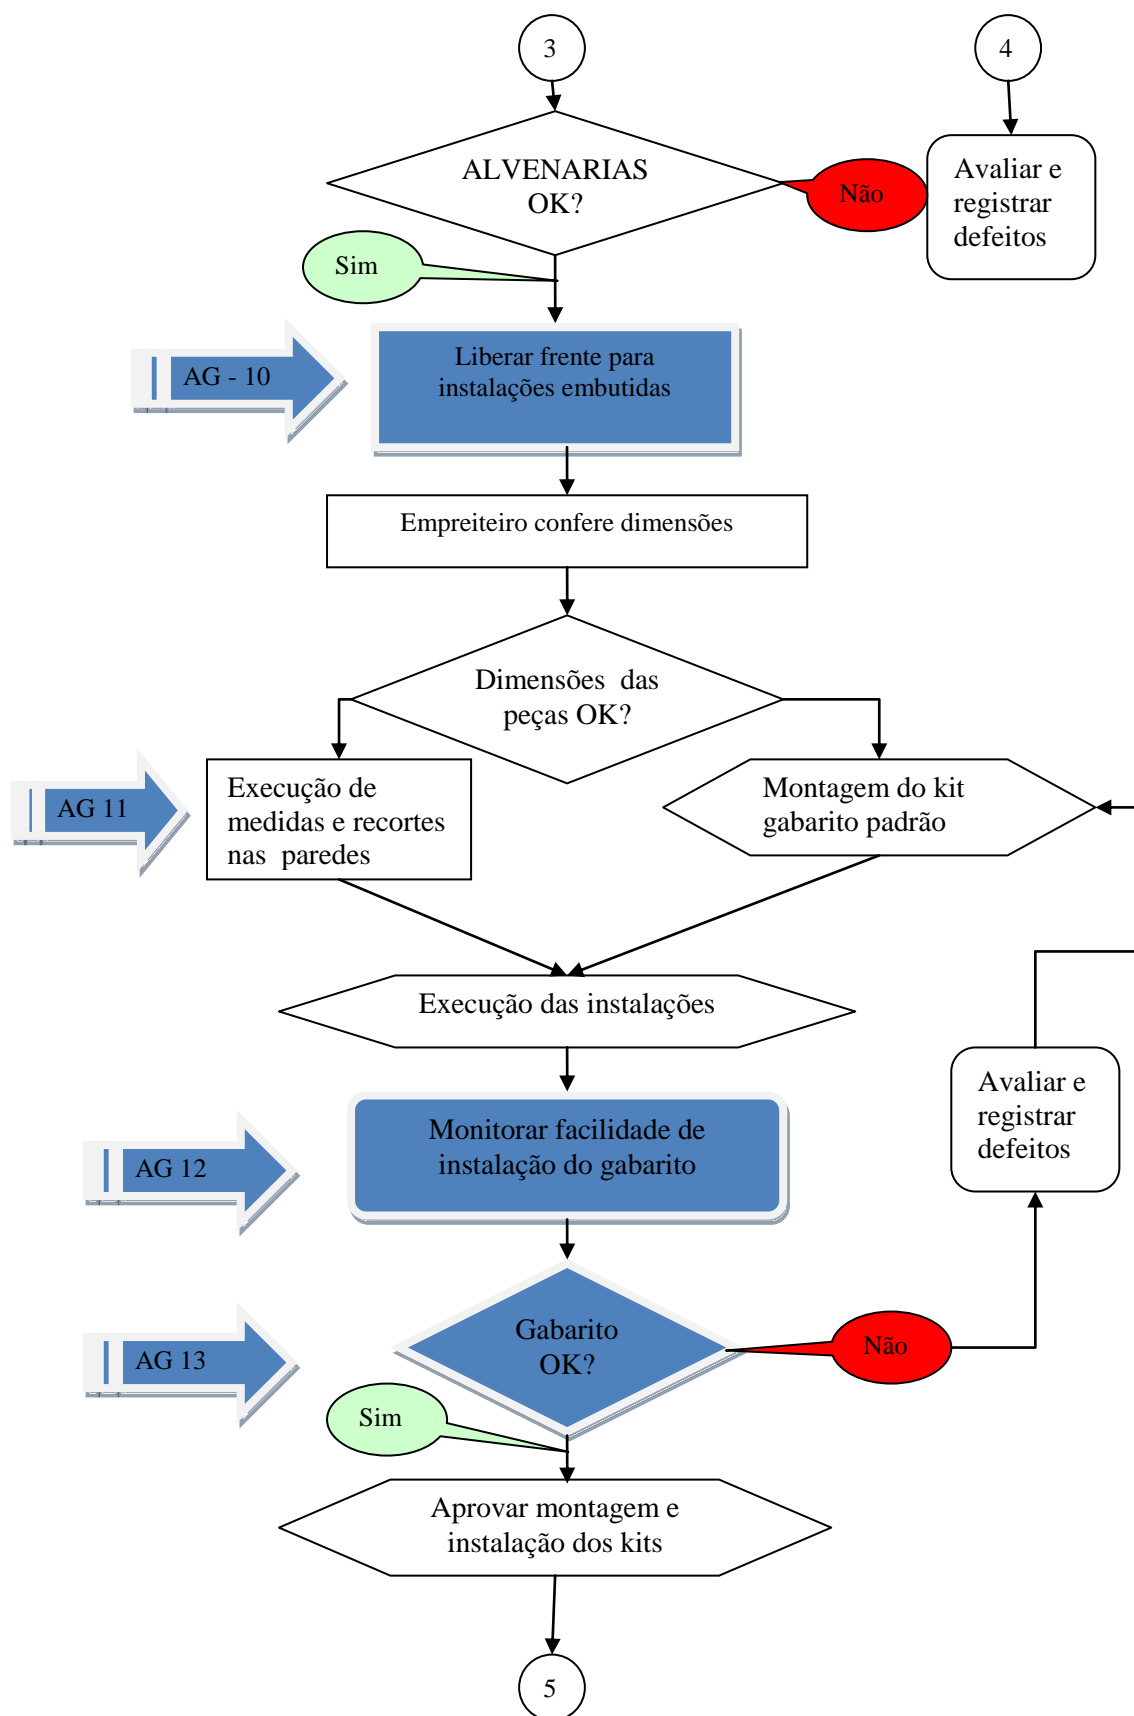 3
4
ALVENARIAS
OK?
Não
Avaliar e
registrar
defeitos
Sim
AG - 10
Liberar frente para
instalações embutidas
Empreiteiro confere dimensões
Dimensões das
peças OK?
AG 11
Execução de
medidas e recortes
nas paredes
Montagem do kit
gabarito padrão
Execução das instalações
Avaliar e
registrar
defeitos
AG 12
Monitorar facilidade de
instalação do gabarito
AG 13
Gabarito
OK?
Não
Sim
Aprovar montagem e
instalação dos kits
5